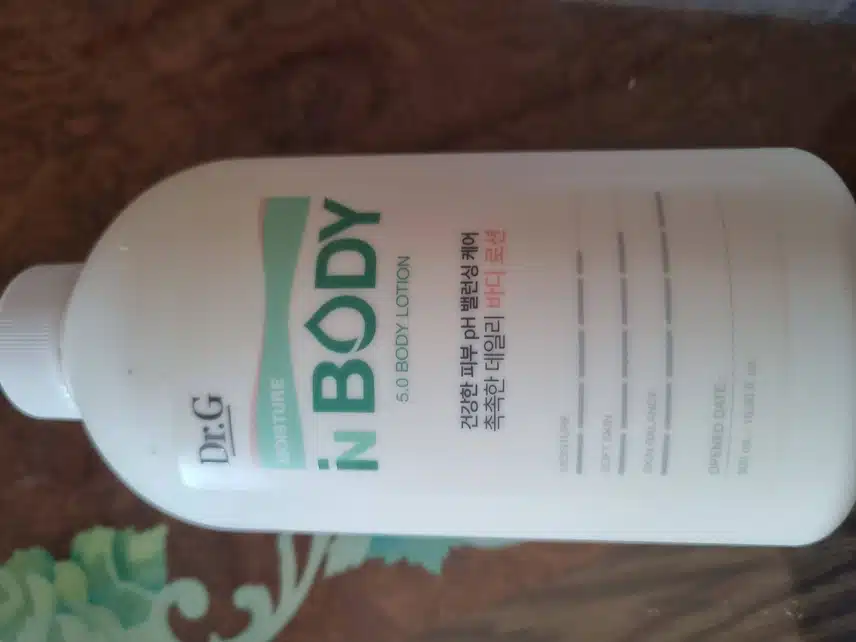 Dr.G
MOISTURE
iN BODY
5.0 BODY LOTION
건강한 피부 pH 밸런싱 케어
촉촉한 데일리 바디 로션
MOISTURE
SOFT SKIN
SKIN BALANCE
OPENED DATE